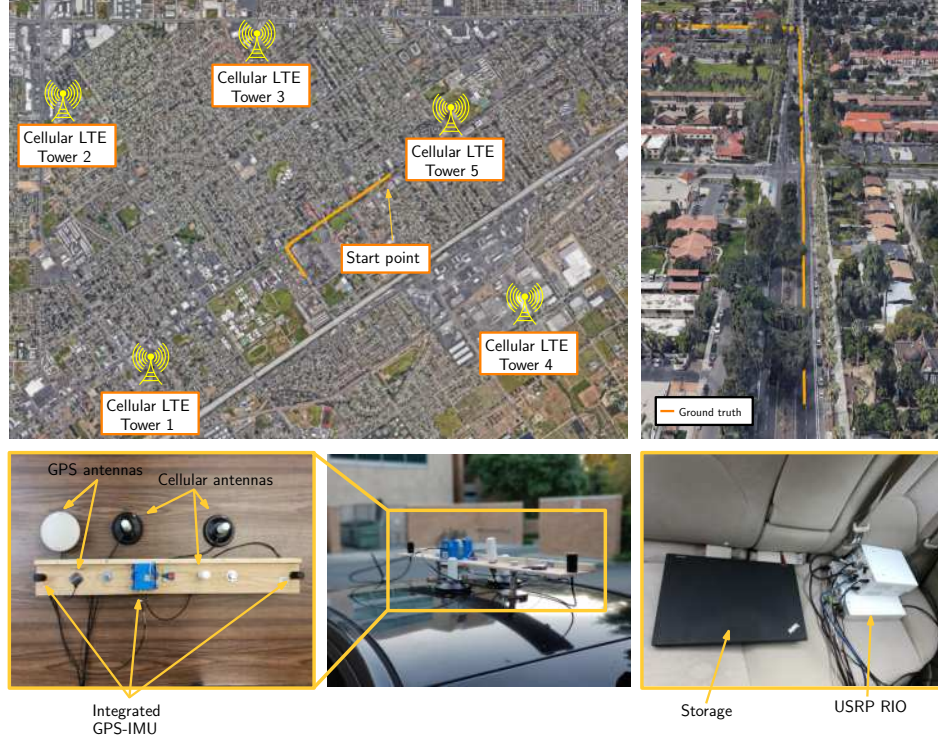 Cellular LTE
Tower 3
Cellular LTE
Tower 2
Cellular LTE
Tower 5
Start point
Cellular LTE
Tower 4
Cellular LTE
Tower 1
Ground truth
GPS antennas
Cellular antennas
Integrated
GPS-IMU
Storage
USRP RIO